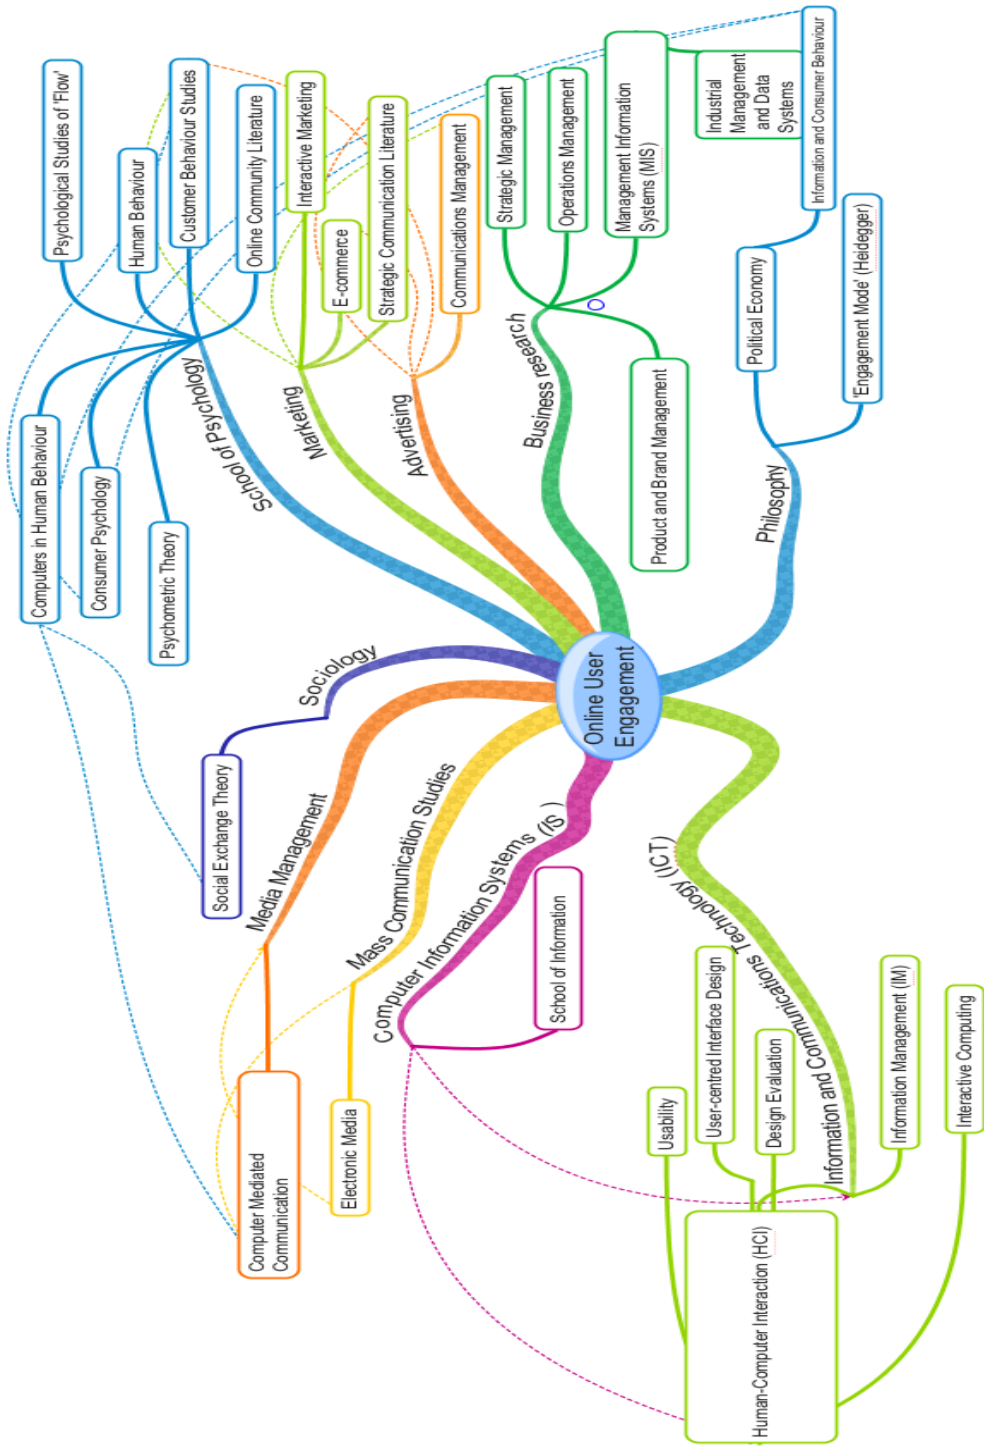 Psychological Studies of 'Flow'
Human Behaviour
Customer Behaviour Studies
Online Community Literature
Computers in Human Behaviour
Consumer Psychology
Psychometric Theory
School of Psychology
Interactive Marketing
E-commerce
Strategic Communication Literature
Marketing
Communications Management
Advertising
Strategic Management
Operations Management
Management Information
Systems (MIS)
Industrial
Management
and Data
Systems
Product and Brand Management
Business research
Information and Consumer Behaviour
Political Economy
'Engagement Mode' (Heidegger)
Philosophy
Online User
Engagement
Sociology
Social Exchange Theory
Media Management
Computer Mediated
Communication
Mass Communication Studies
Electronic Media
Computer Information Systems (IS )
School of Information
Information and Communications Technology (ICT)
Usability
User-centred Interface Design
Design Evaluation
Information Management (IM)
Interactive Computing
Human-Computer Interaction (HCI)